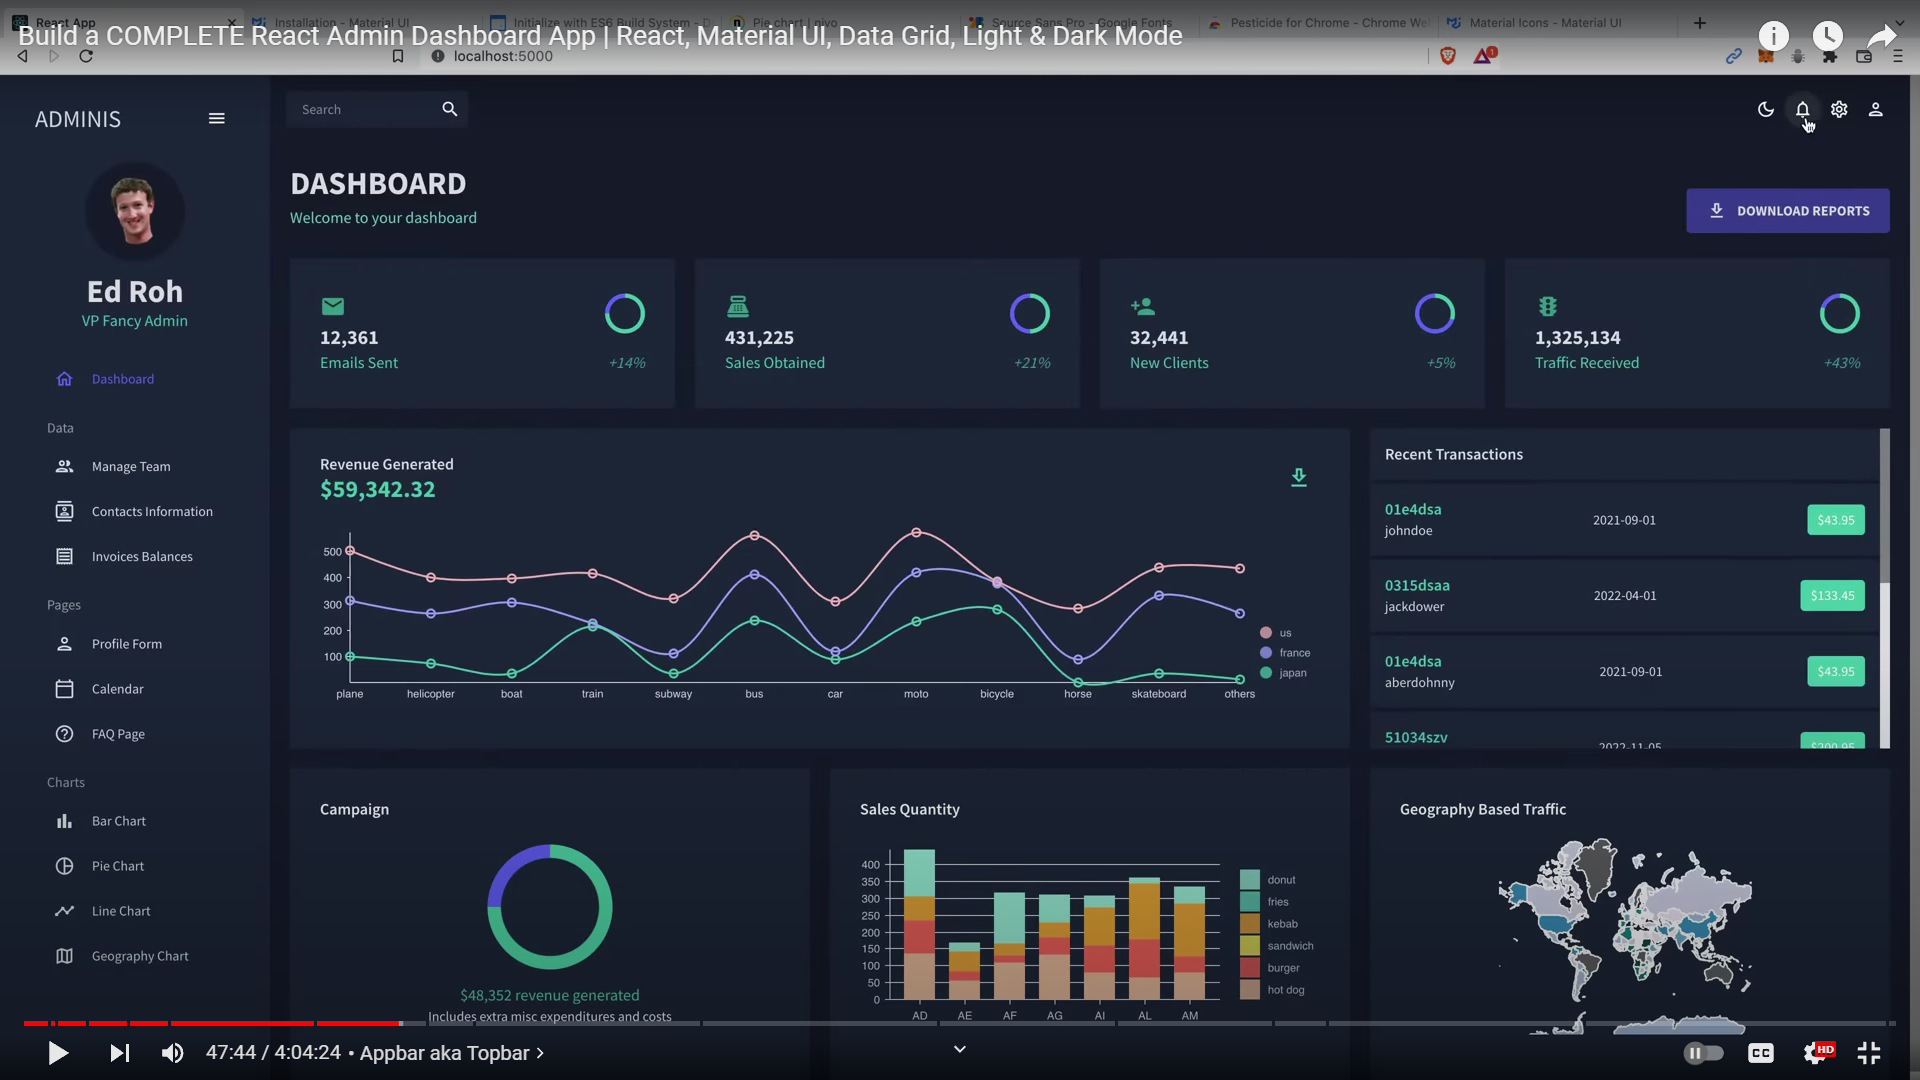 React App
Installation - Material UI
Initialize with ES6 Build System - D
Pie chart | nivo
Source Sans Pro - Google Fonts
Pesticide for Chrome - Chrome We
Material Icons - Material UI
Build a COMPLETE React Admin Dashboard App | React, Material UI, Data Grid, Light & Dark Mode
localhost:5000
1
ADMINIS
Search
Ed Roh
VP Fancy Admin
Dashboard
Data
Manage Team
Contacts Information
Invoices Balances
Pages
Profile Form
Calendar
FAQ Page
Charts
Bar Chart
Pie Chart
Line Chart
Geography Chart
DASHBOARD
Welcome to your dashboard
DOWNLOAD REPORTS
12,361
Emails Sent
+14%
431,225
Sales Obtained
+21%
32,441
New Clients
+5%
1,325,134
Traffic Received
+43%
Revenue Generated
$59,342.32
500
400
300
200
100
plane helicopter boat train subway bus car moto bicycle horse skateboard others
us
france
japan
Recent Transactions
01e4dsa
johndoe
2021-09-01
$43.95
0315dsaa
jackdower
2022-04-01
$133.45
01e4dsa
aberdohnny
2021-09-01
$43.95
51034szv
2022-11-05
$200.95
Campaign
$48,352 revenue generated
Includes extra misc expenditures and costs
Sales Quantity
400
350
300
250
200
150
100
50
0
AD AE AF AG AI AL AM
donut
fries
kebab
sandwich
burger
hot dog
Geography Based Traffic
47:44 / 4:04:24 • Appbar aka Topbar
CC
HD